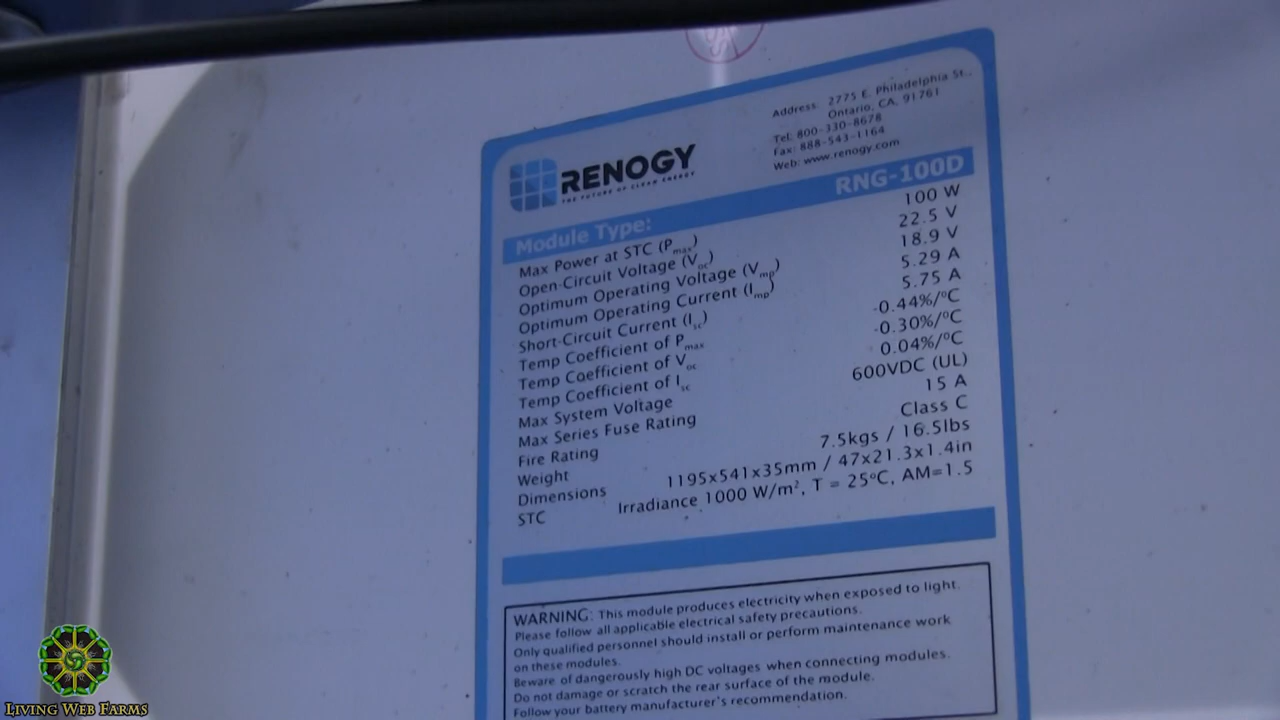 RENOGY
THE FUTURE OF CLEAN ENERGY
Address 2775 E. Philadelphia St.,
Ontario, CA, 91761
Tel: 800-330-8678
Fax: 888-543-1164
Web: www.renogy.com
Module Type: RNG-100D
Max Power at STC (Pmax) 100 W
Open-Circuit Voltage (Voc) 22.5 V
Optimum Operating Voltage (Vmp) 18.9 V
Optimum Operating Current (Imp) 5.29 A
Short-Circuit Current (Isc) 5.75 A
Temp Coefficient of Pmax -0.44%/ºC
Temp Coefficient of Voc -0.30%/ºC
Temp Coefficient of Isc 0.04%/ºC
Max System Voltage 600VDC (UL)
Max Series Fuse Rating 15 A
Fire Rating Class C
Weight 7.5kgs / 16.5lbs
Dimensions 1195x541x35mm / 47x21.3x1.4in
STC Irradiance 1000 W/m², T = 25ºC, AM=1.5
WARNING: This module produces electricity when exposed to light.
Please follow all applicable electrical safety precautions.
Only qualified personnel should install or perform maintenance work
on these modules.
Beware of dangerously high DC voltages when connecting modules.
Do not damage or scratch the rear surface of the module.
Follow your battery manufacturer's recommendation.
LIVING WEB FARMS